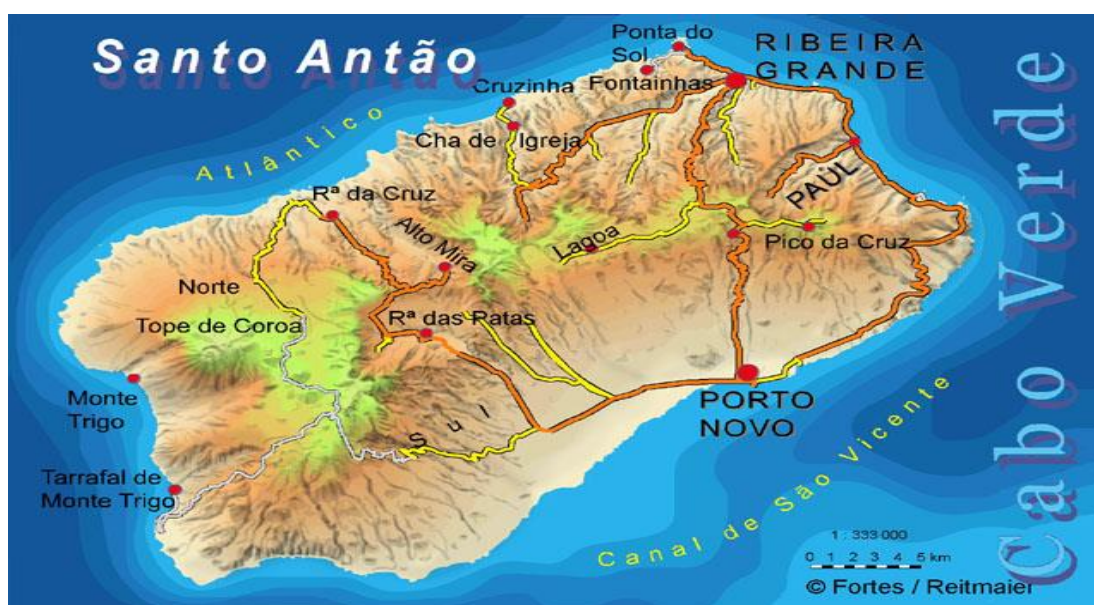 Santo Antão
Ponta do
Sol
RIBEIRA
GRANDE
Fontainhas
Cruzinha
Cha de Igreja
Atlântico
Rª da Cruz
Alto Mira
Lagoa
PAÚL
Pico da Cruz
Norte
Tope de Coroa
Rª das Patas
Monte
Trigo
Sul
PORTO
NOVO
Tarrafal de
Monte Trigo
Canal de São Vicente
Cabo Verde
1 : 333 000
0 1 2 3 4 5 km
© Fortes / Reitmaier